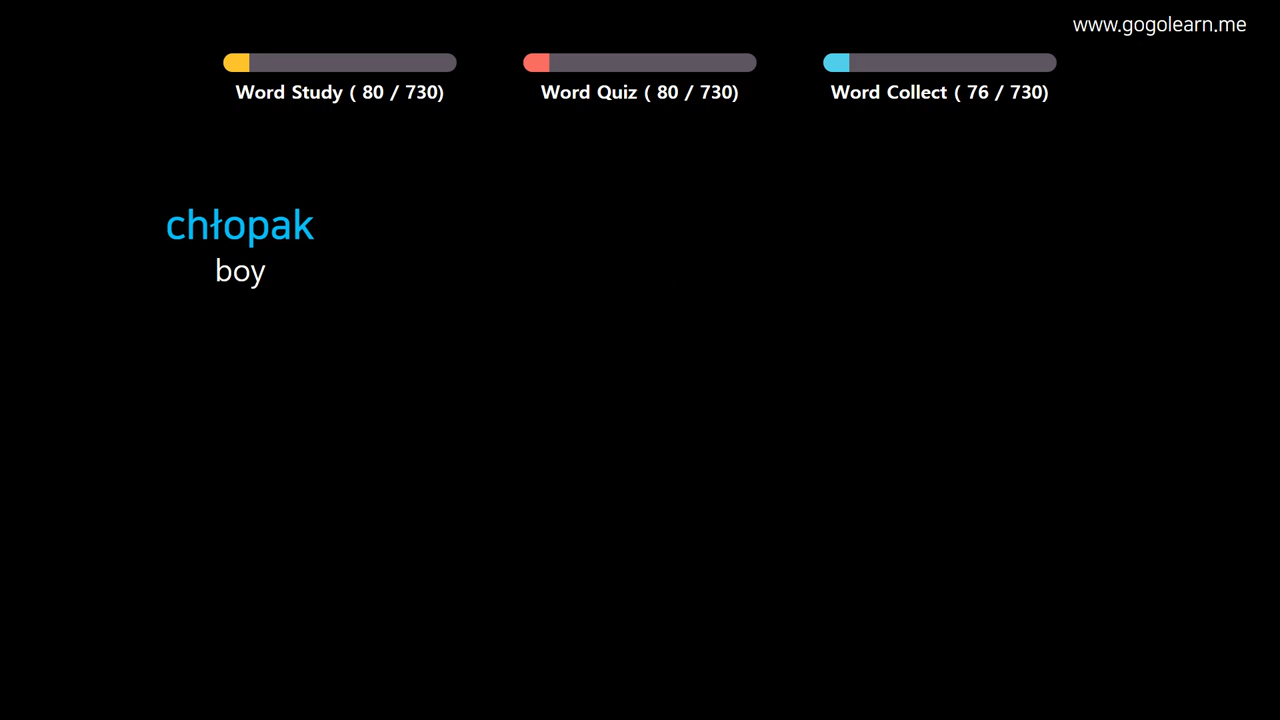 www.gogolearn.me
Word Study ( 80 / 730)
Word Quiz ( 80 / 730)
Word Collect ( 76 / 730)
chłopak
boy